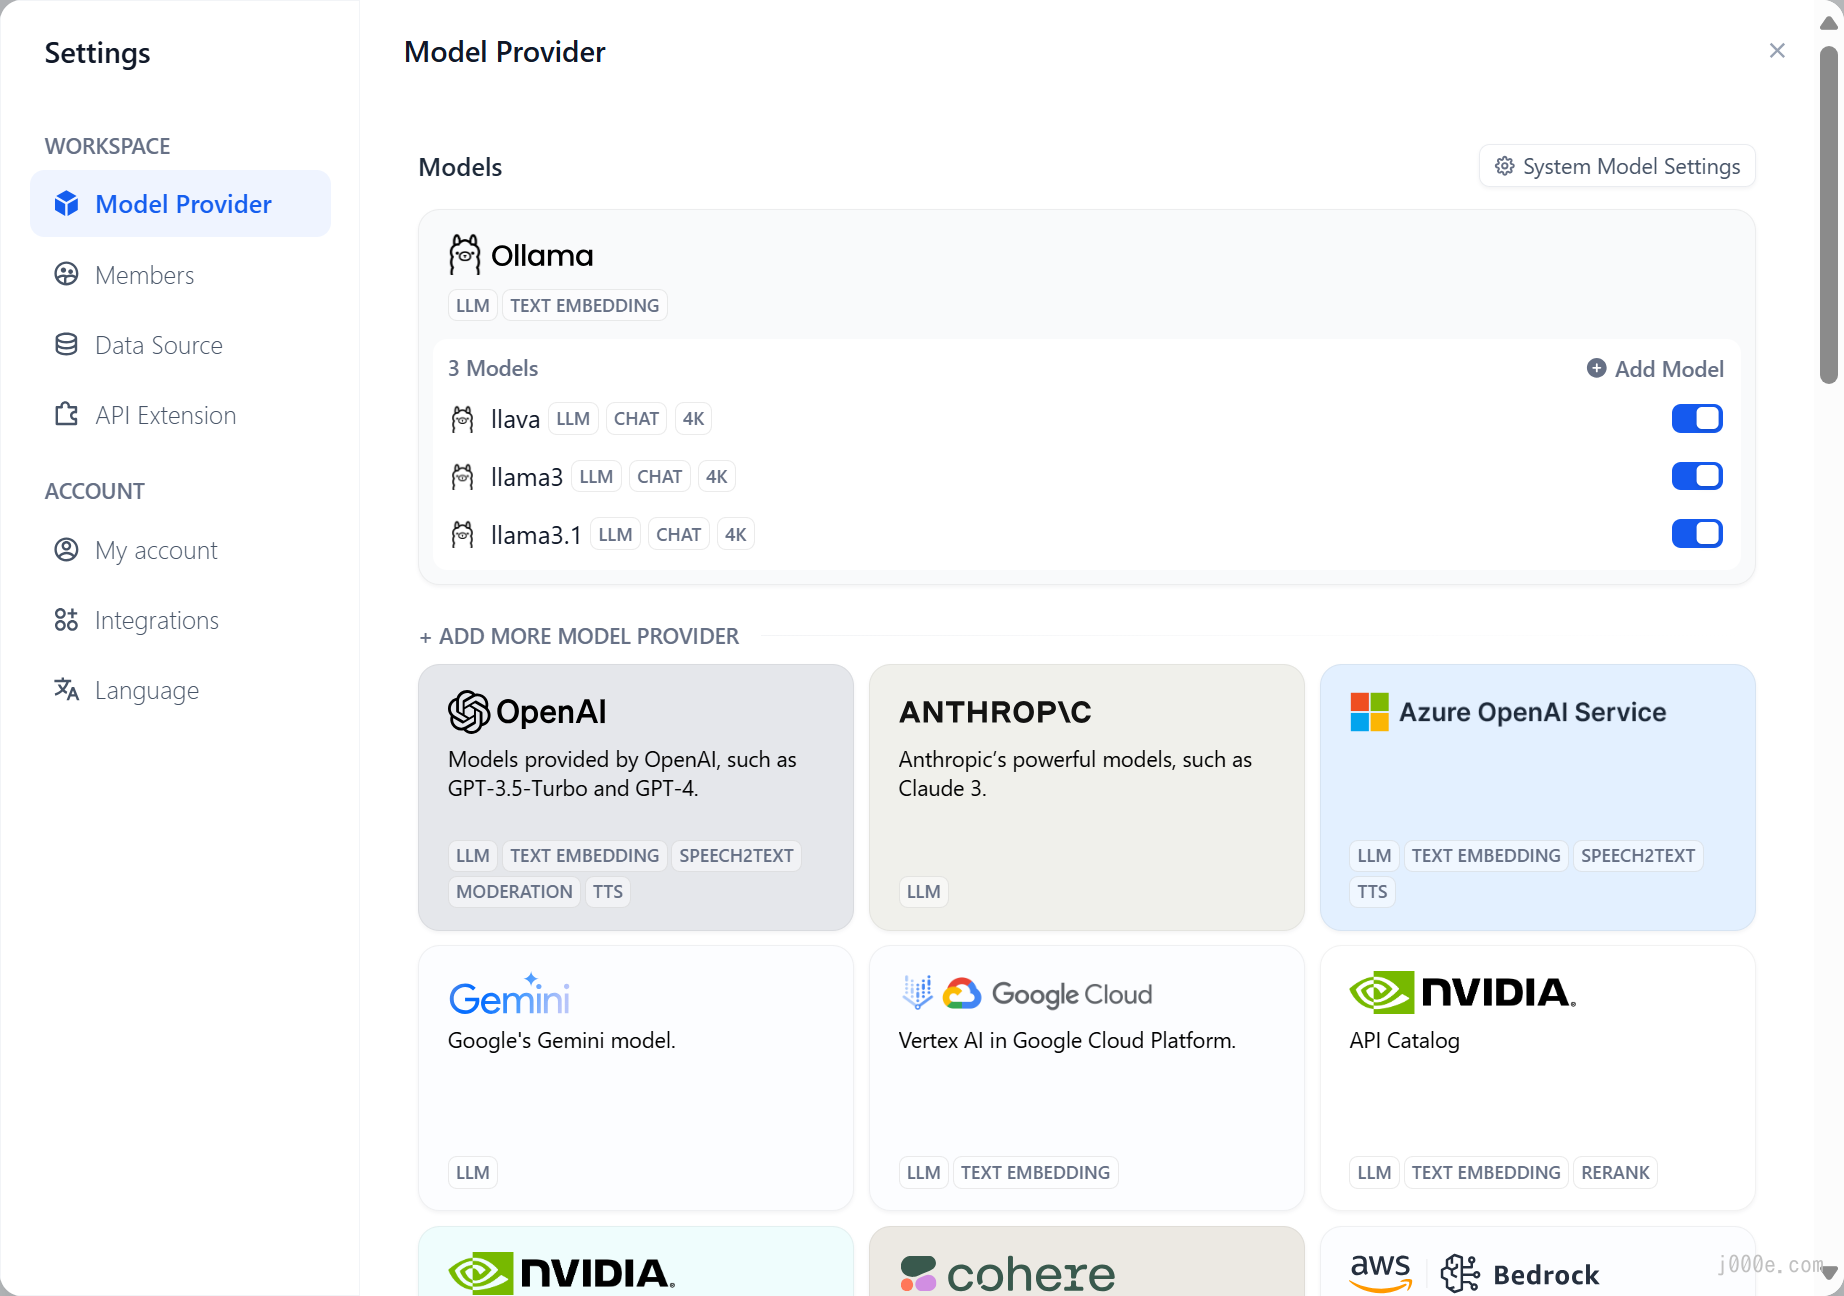 Settings
WORKSPACE
Model Provider
Members
Data Source
API Extension
ACCOUNT
My account
Integrations
Language
Model Provider
Models
System Model Settings
Ollama
LLM TEXT EMBEDDING
3 Models
Add Model
llava LLM CHAT 4K
llama3 LLM CHAT 4K
llama3.1 LLM CHAT 4K
+ ADD MORE MODEL PROVIDER
OpenAI
Models provided by OpenAI, such as
GPT-3.5-Turbo and GPT-4.
LLM TEXT EMBEDDING SPEECH2TEXT
MODERATION TTS
ANTHROP\C
Anthropic’s powerful models, such as
Claude 3.
LLM
Azure OpenAI Service
LLM TEXT EMBEDDING SPEECH2TEXT
TTS
Gemini
Google's Gemini model.
LLM
Google Cloud
Vertex AI in Google Cloud Platform.
LLM TEXT EMBEDDING
NVIDIA.
API Catalog
LLM TEXT EMBEDDING RERANK
NVIDIA.
cohere
aws Bedrock
j000e.com